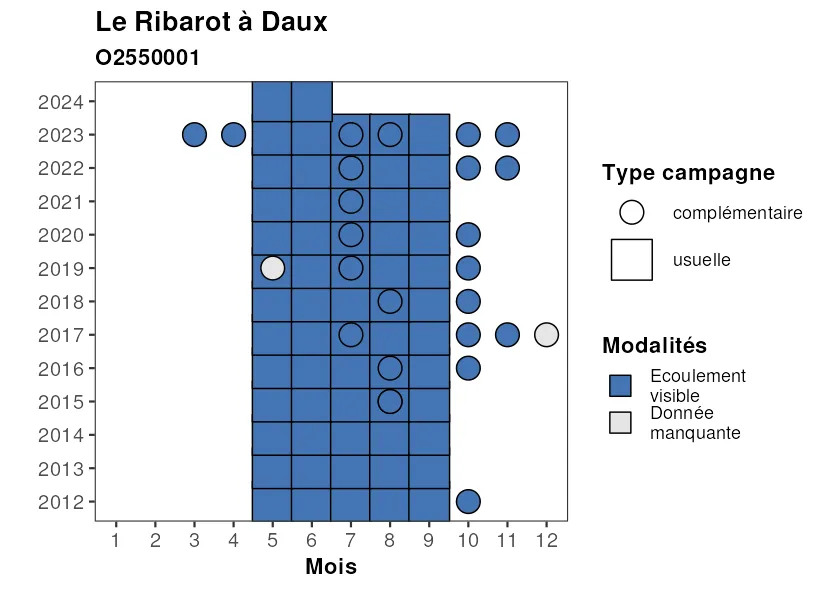 Le Ribarot à Daux
O2550001
2024
2023
2022
2021
2020
2019
2018
2017
2016
2015
2014
2013
2012
1 2 3 4 5 6 7 8 9 10 11 12
Mois
Type campagne
complémentaire
usuelle
Modalités
Ecoulement
visible
Donnée
manquante